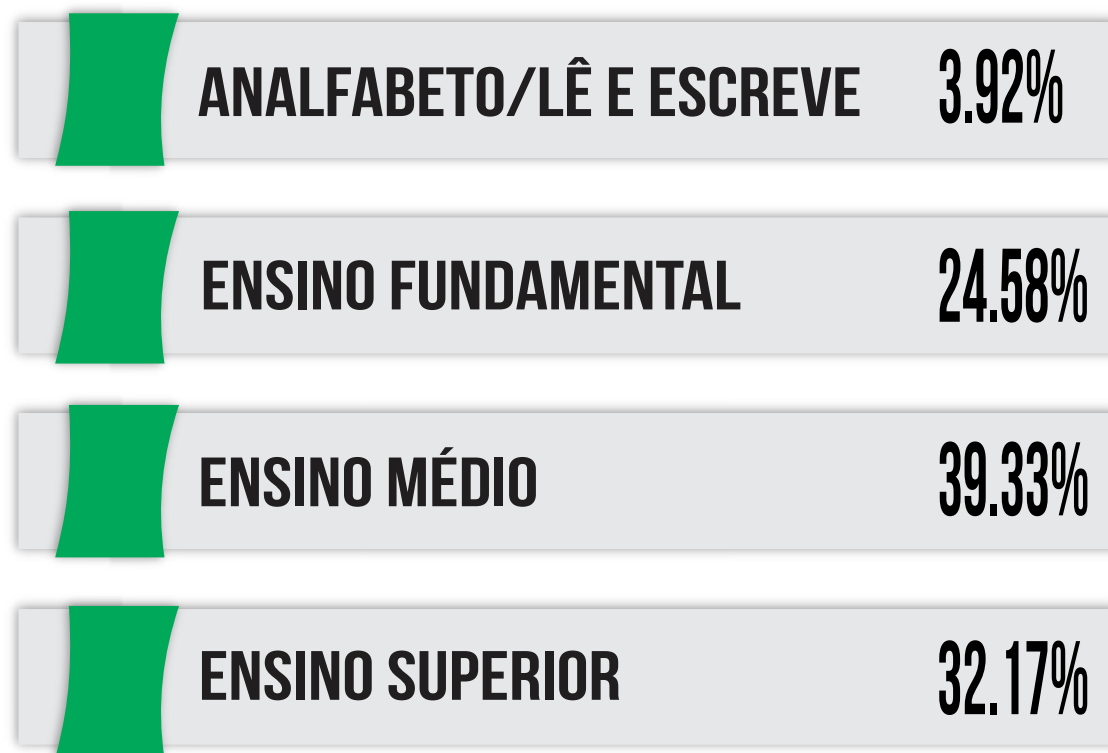 ANALFABETO/LÊ E ESCREVE 3.92%
ENSINO FUNDAMENTAL 24.58%
ENSINO MÉDIO 39.33%
ENSINO SUPERIOR 32.17%